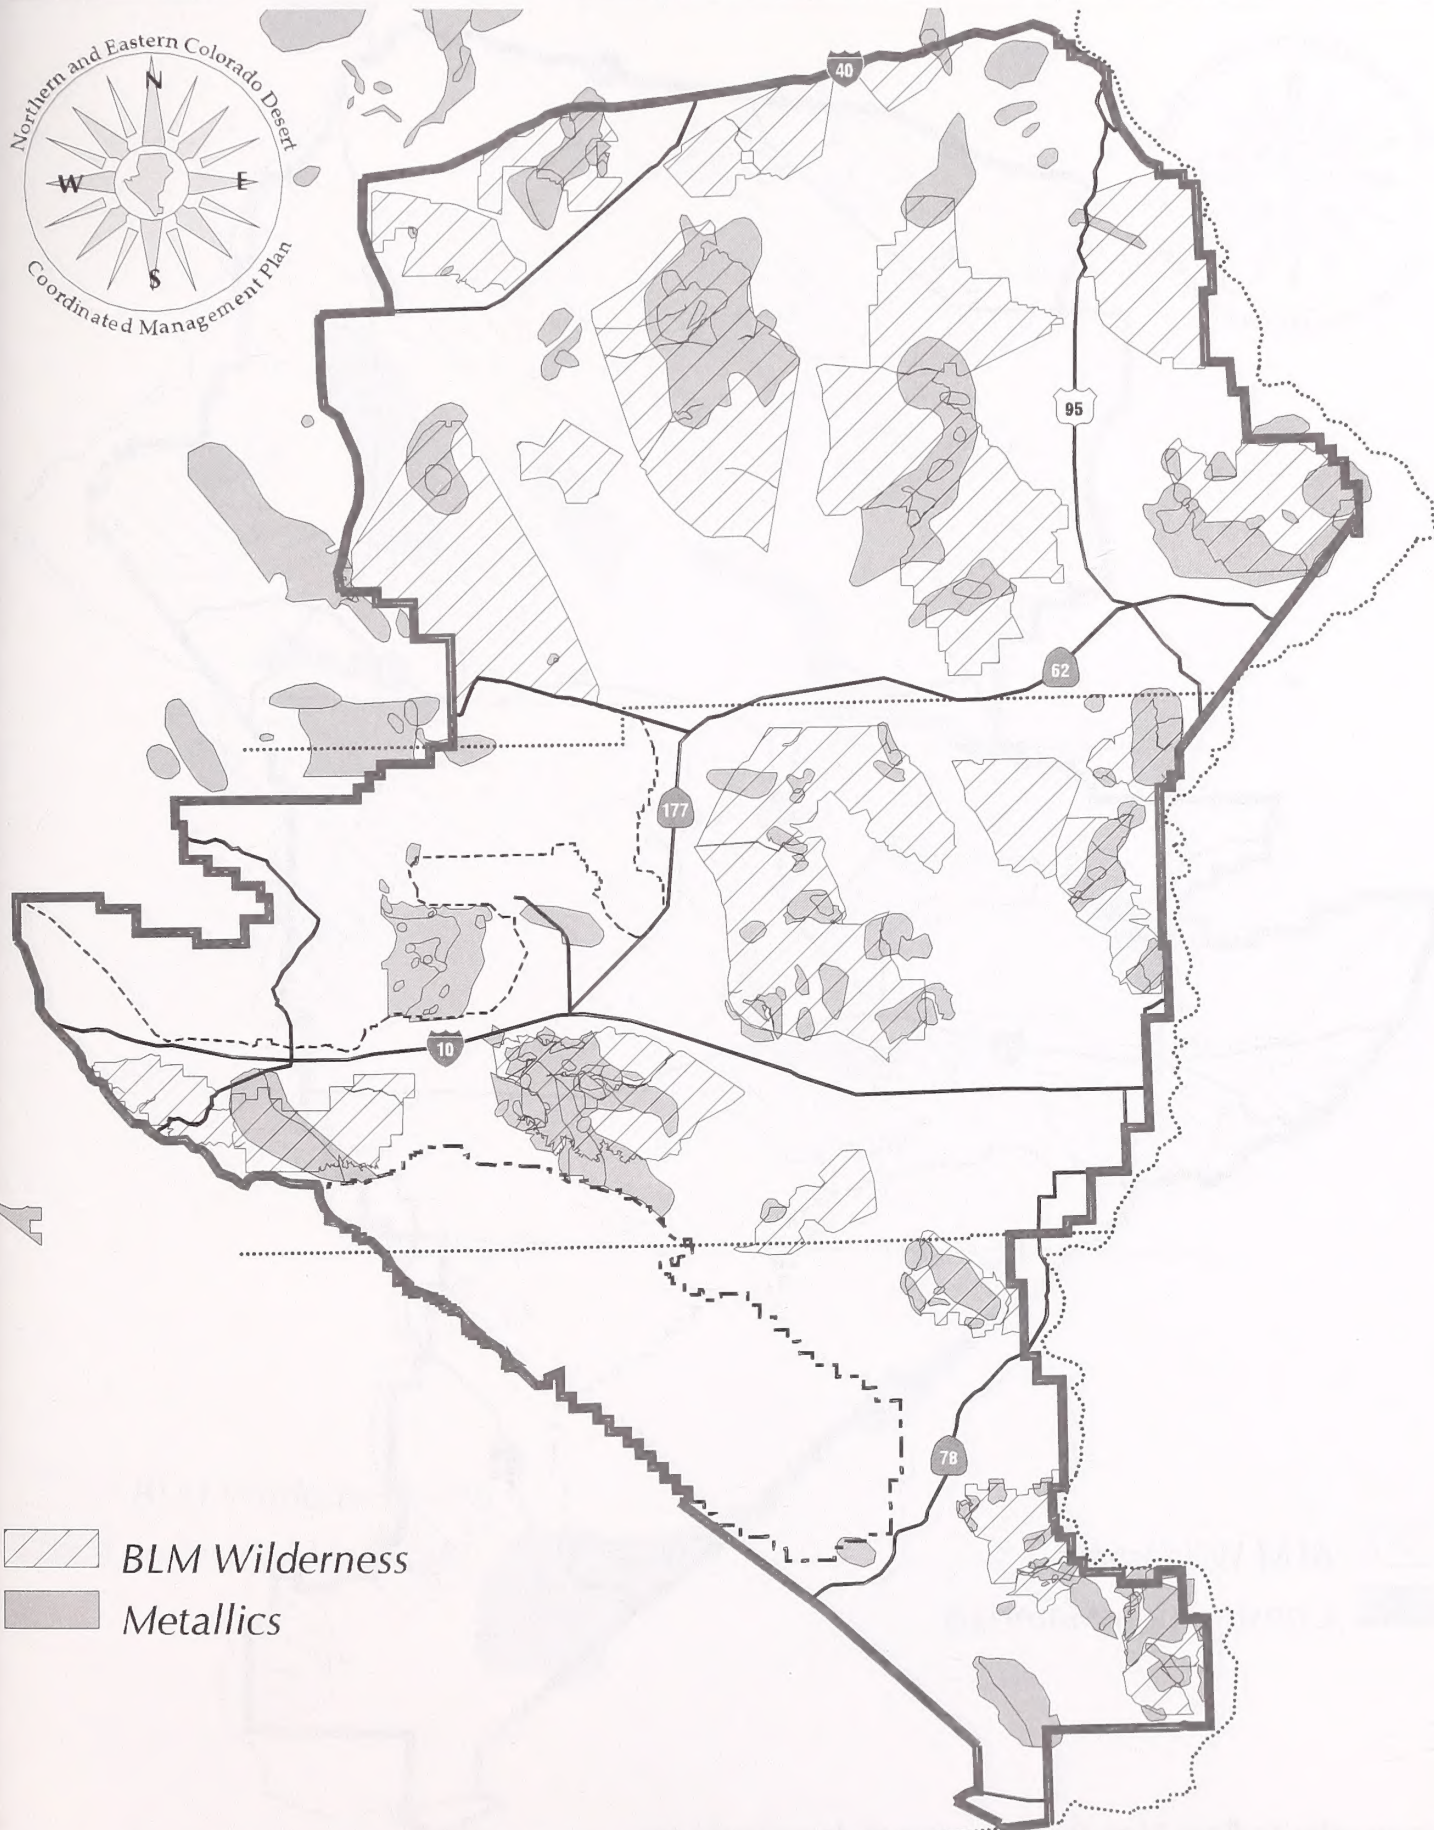 Northern and Eastern Colorado Desert
N
W
E
S
Coordinated Management Plan
40
95
62
177
10
78
BLM Wilderness
Metallics